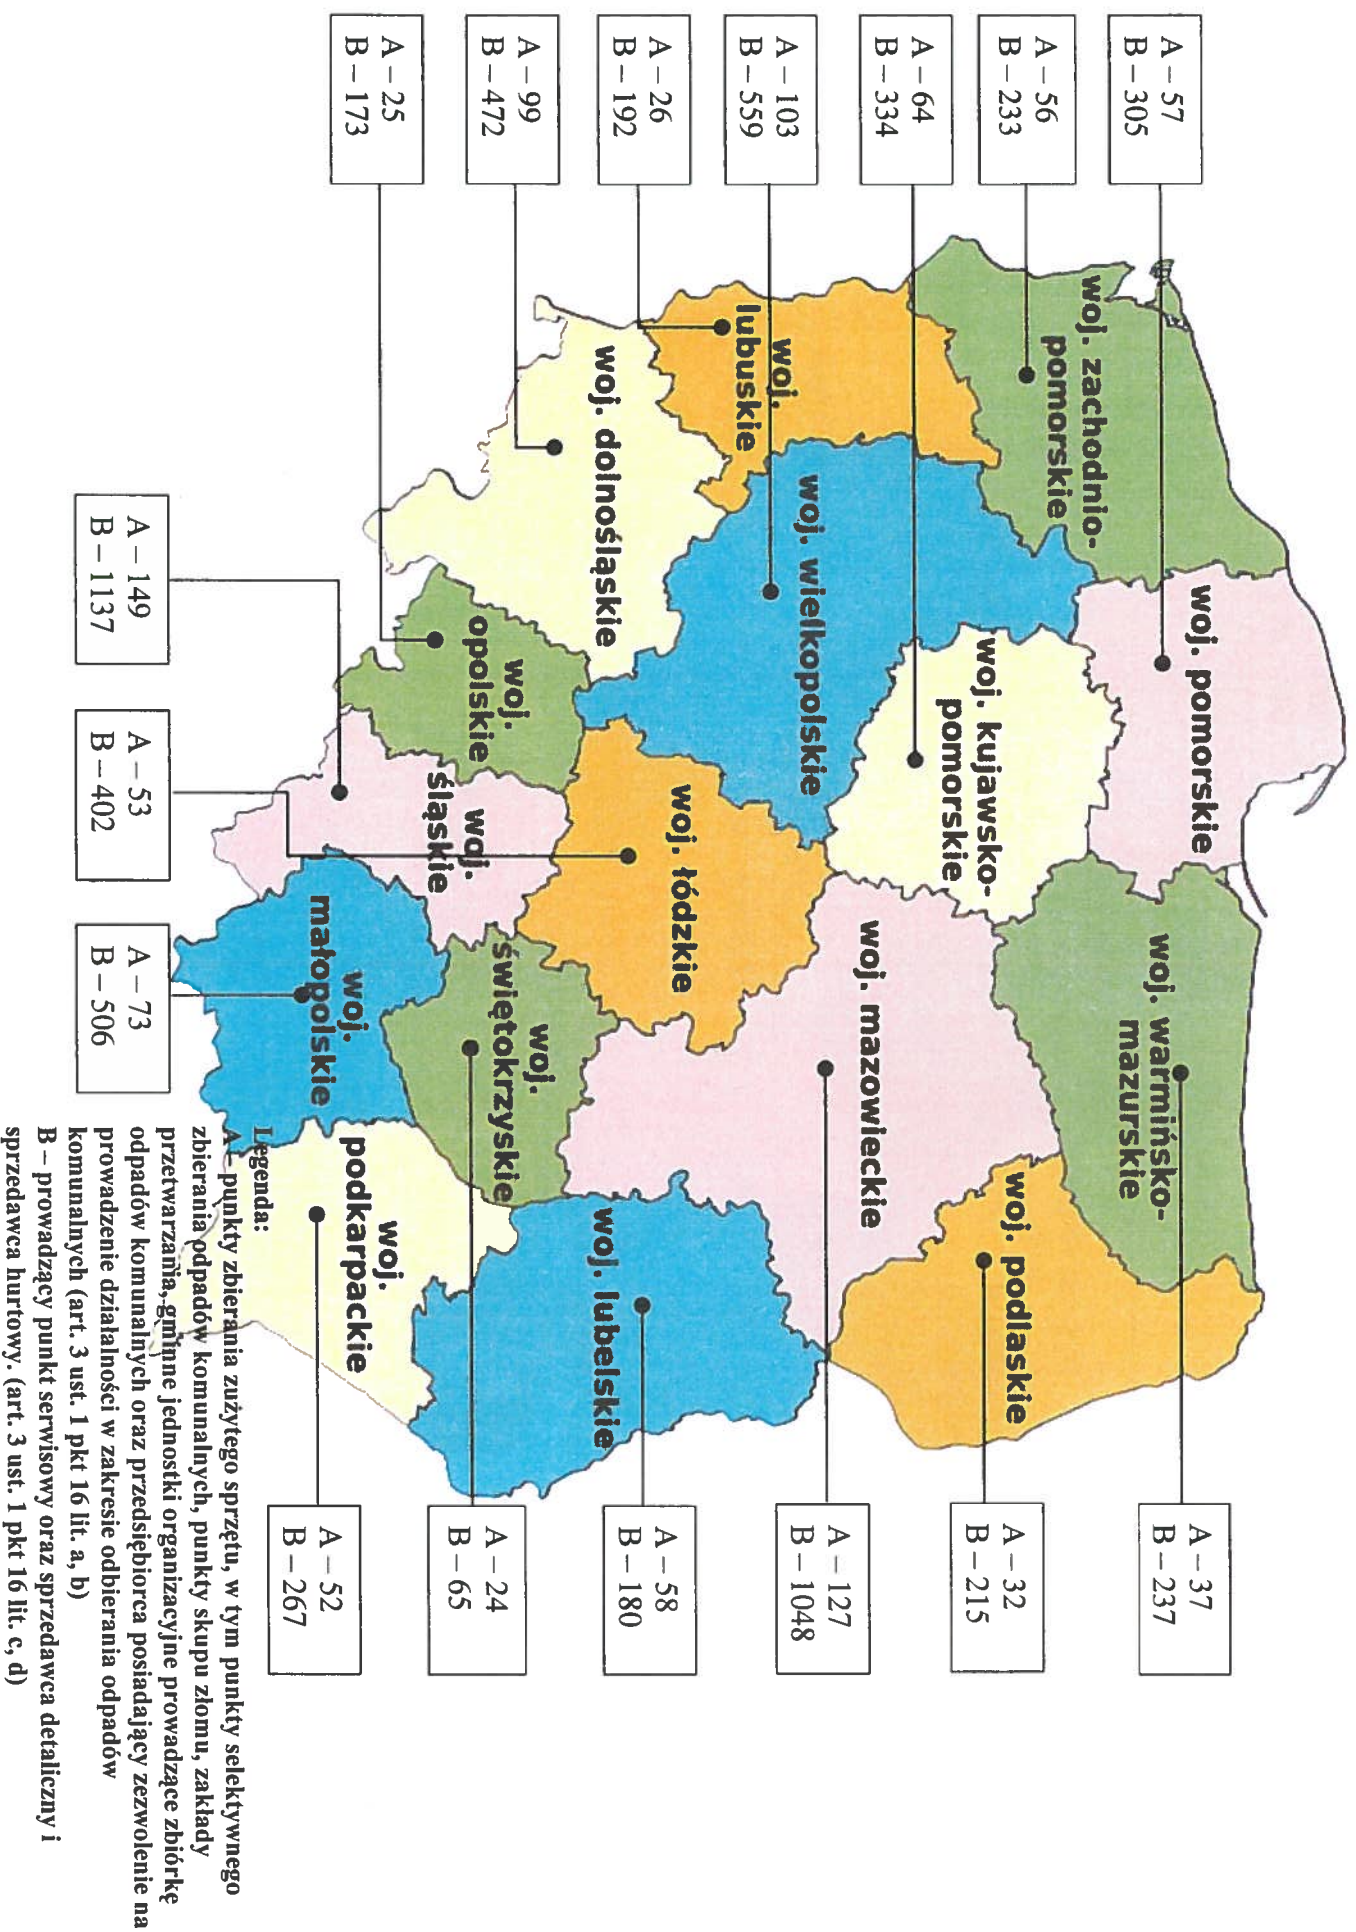 A – 57
B – 305
A – 56
B – 233
A – 64
B – 334
A – 103
B – 559
A – 26
B – 192
A – 99
B – 472
A – 25
B – 173
woj. zachodnio-
pomorskie
woj. pomorskie
woj. warmińsko-
mazurskie
woj. kujawsko-
pomorskie
woj. podlaskie
woj.
lubuskie
woj. wielkopolskie
woj. mazowieckie
woj. łódzkie
woj. dolnośląskie
woj. lubelskie
woj.
opolskie
woj.
śląskie
woj.
świętokrzyskie
woj.
małopolskie
woj.
podkarpackie
A – 37
B – 237
A – 32
B – 215
A – 127
B – 1048
A – 58
B – 180
A – 24
B – 65
A – 52
B – 267
A – 149
B – 1137
A – 53
B – 402
A – 73
B – 506
Legenda:
A – punkty zbierania zużytego sprzętu, w tym punkty selektywnego
zbierania odpadów komunalnych, punkty skupu złomu, zakłady
przetwarzania, gminne jednostki organizacyjne prowadzące zbiórkę
odpadów komunalnych oraz przedsiębiorca posiadający zezwolenie na
prowadzenie działalności w zakresie odbierania odpadów
komunalnych (art. 3 ust. 1 pkt 16 lit. a, b)
B – prowadzący punkt serwisowy oraz sprzedawca detaliczny i
sprzedawca hurtowy. (art. 3 ust. 1 pkt 16 lit. c, d)